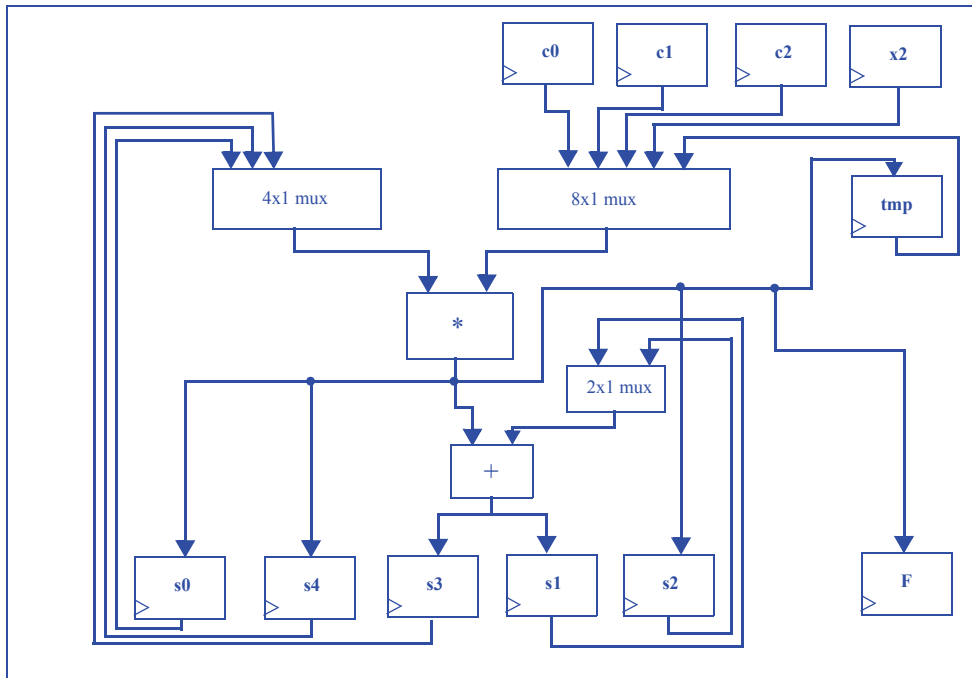 c0
c1
c2
x2
4x1 mux
8x1 mux
tmp
*
2x1 mux
+
s0
s4
s3
s1
s2
F